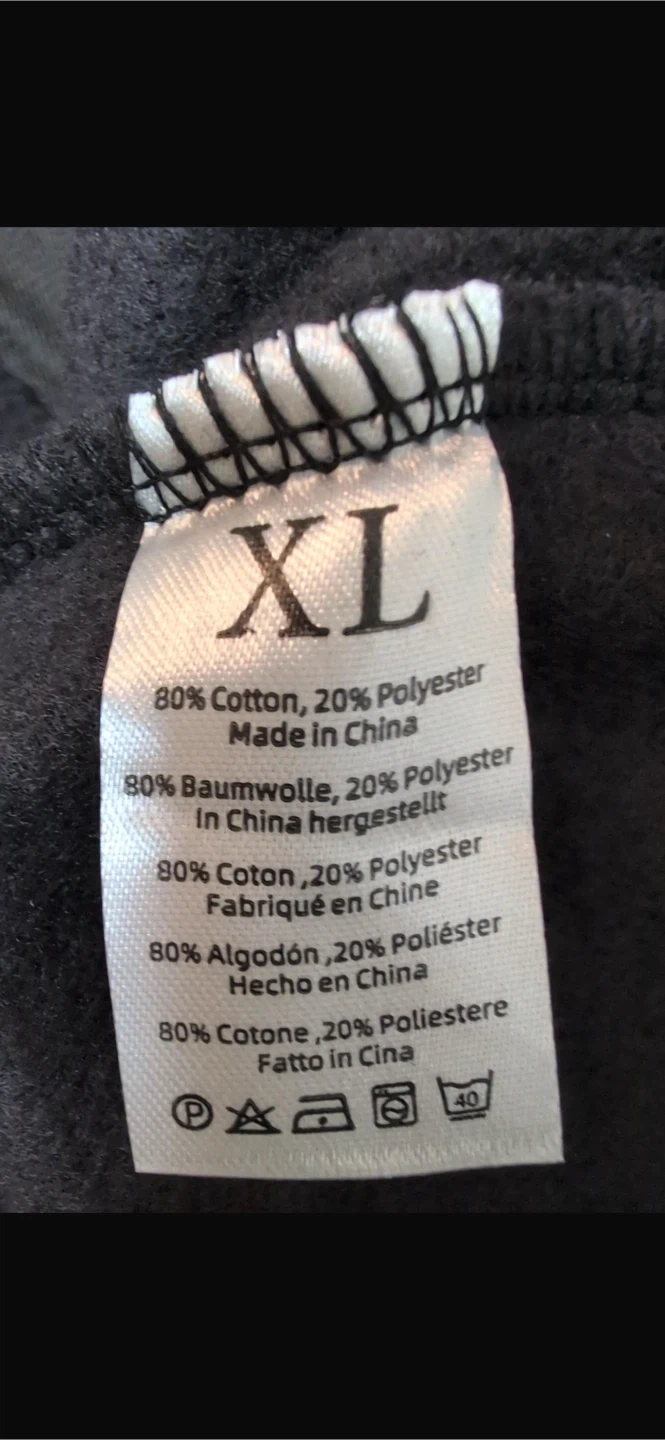 XL
80% Cotton, 20% Polyester
Made in China
80% Baumwolle, 20% Polyester
In China hergestellt
80% Coton ,20% Polyester
Fabriqué en Chine
80% Algodón ,20% Poliéster
Hecho en China
80% Cotone ,20% Poliestere
Fatto in Cina
P 40